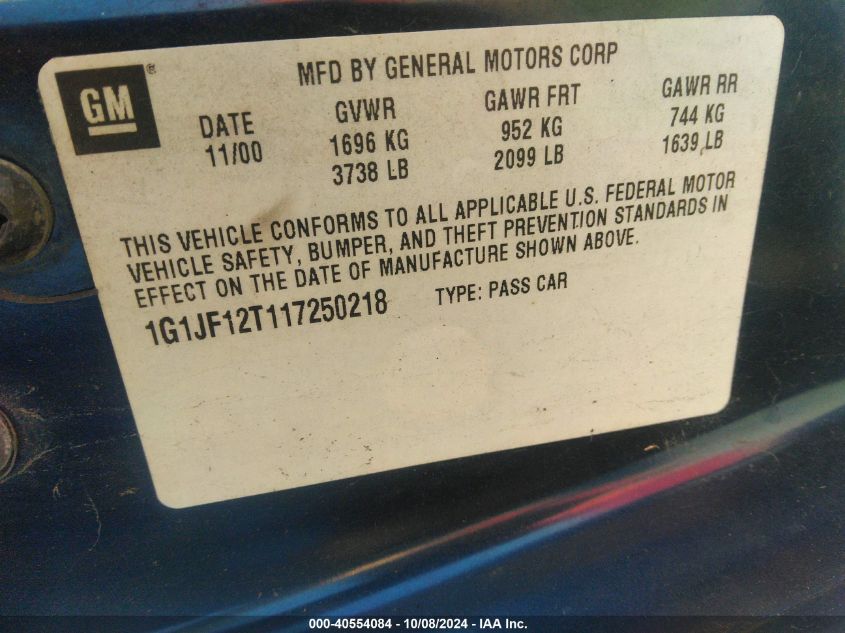 GM®
MFD BY GENERAL MOTORS CORP
DATE GVWR GAWR FRT GAWR RR
11/00 1696 KG 952 KG 744 KG
3738 LB 2099 LB 1639 LB
THIS VEHICLE CONFORMS TO ALL APPLICABLE U.S. FEDERAL MOTOR
VEHICLE SAFETY, BUMPER, AND THEFT PREVENTION STANDARDS IN
EFFECT ON THE DATE OF MANUFACTURE SHOWN ABOVE.
1G1JF12T117250218 TYPE: PASS CAR
000-40554084 - 10/08/2024 - IAA Inc.